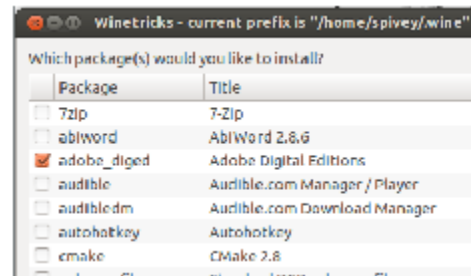 Winetricks - current prefix is "/home/spivey/.wine"
Which package(s) would you like to install?
Package Title
7zip 7-Zip
abiword AbiWord 2.8.6
adobe_diged Adobe Digital Editions
audible Audible.com Manager / Player
audibledm Audible.com Download Manager
autohotkey Autohotkey
cmake CMake 2.8